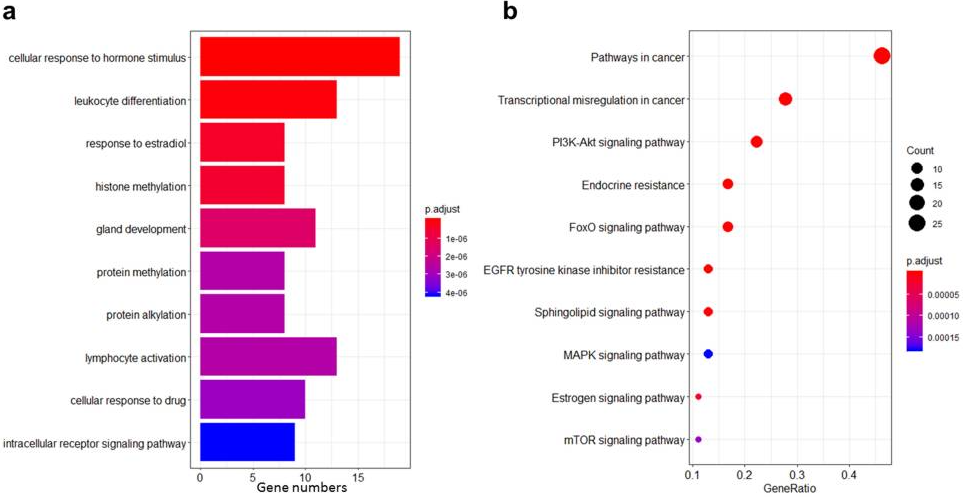 a
cellular response to hormone stimulus
leukocyte differentiation
response to estradiol
histone methylation
gland development
protein methylation
protein alkylation
lymphocyte activation
cellular response to drug
intracellular receptor signaling pathway
0 5 10 15
Gene numbers
p.adjust
1e-06
2e-06
3e-06
4e-06
b
Pathways in cancer
Transcriptional misregulation in cancer
PI3K-Akt signaling pathway
Endocrine resistance
FoxO signaling pathway
EGFR tyrosine kinase inhibitor resistance
Sphingolipid signaling pathway
MAPK signaling pathway
Estrogen signaling pathway
mTOR signaling pathway
0.1 0.2 0.3 0.4
GeneRatio
Count
10
15
20
25
p.adjust
0.00005
0.00010
0.00015